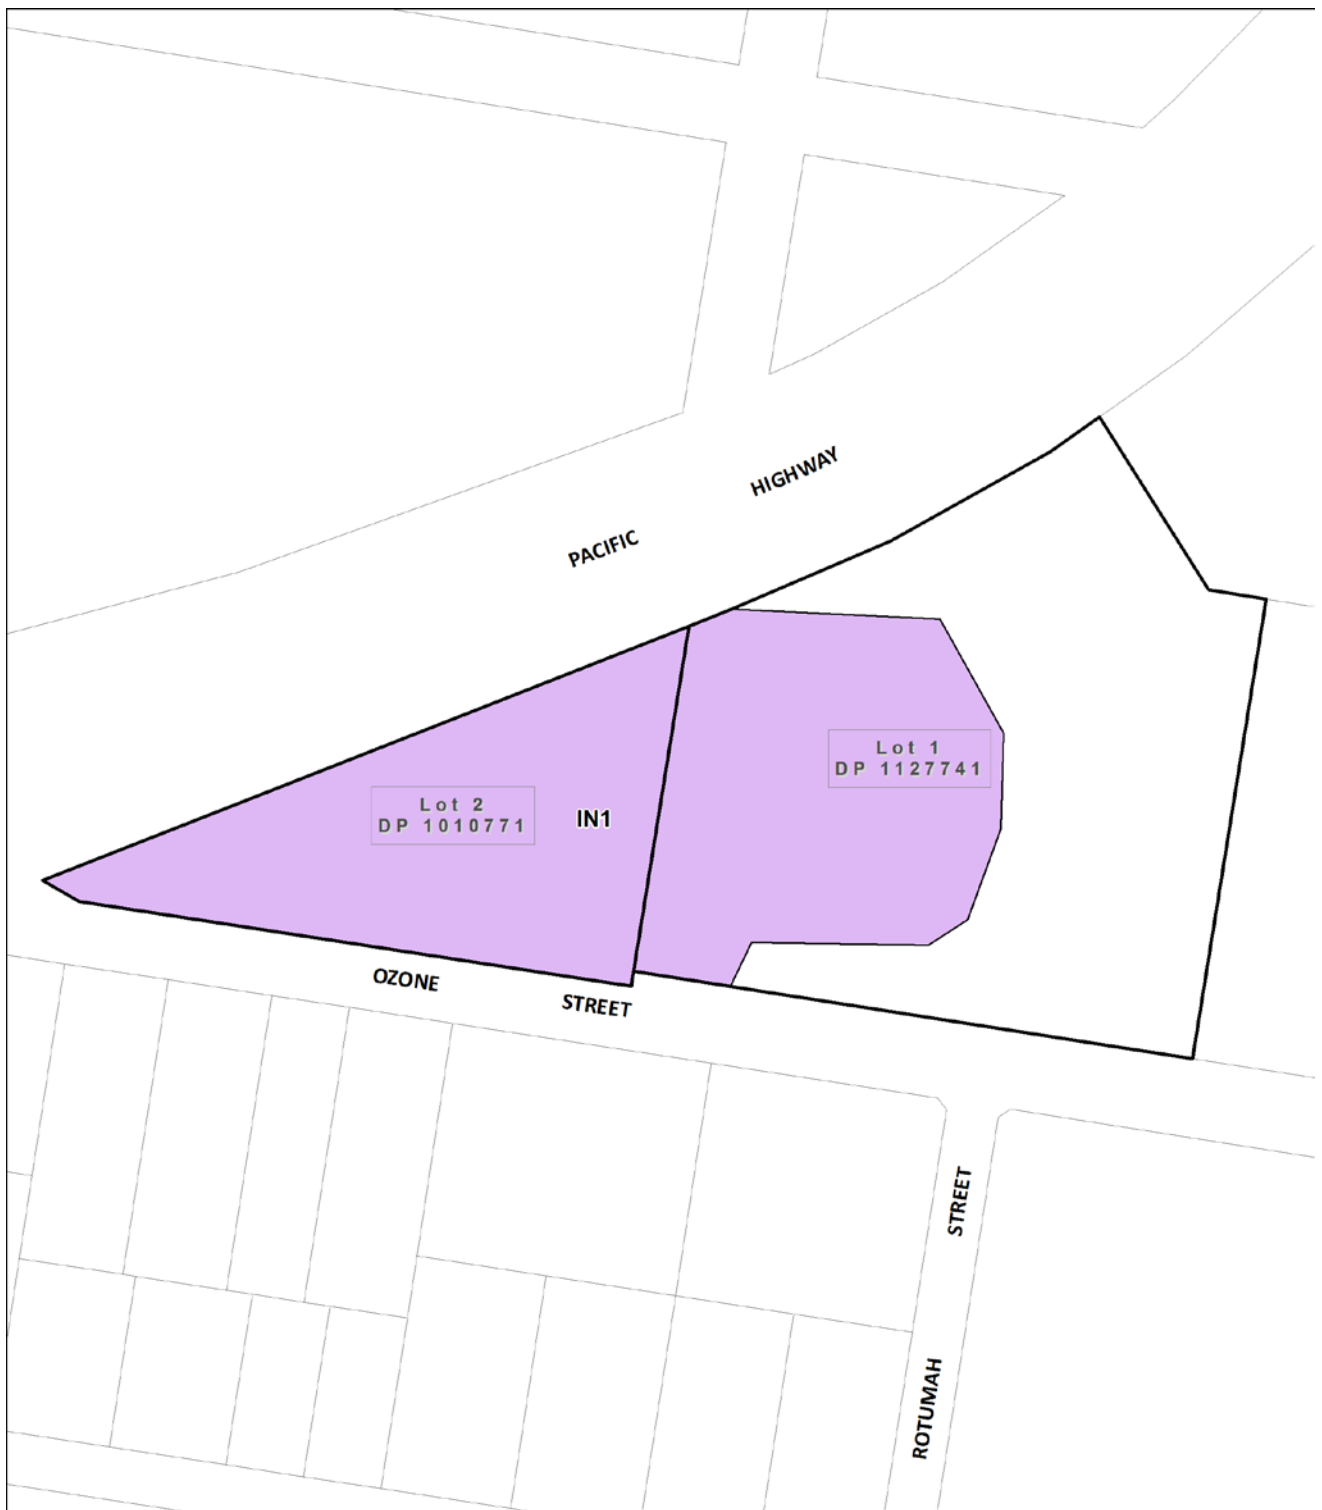 HIGHWAY
PACIFIC
Lot 1
DP 1127741
Lot 2
DP 1010771
IN1
OZONE
STREET
STREET
ROTUMAH